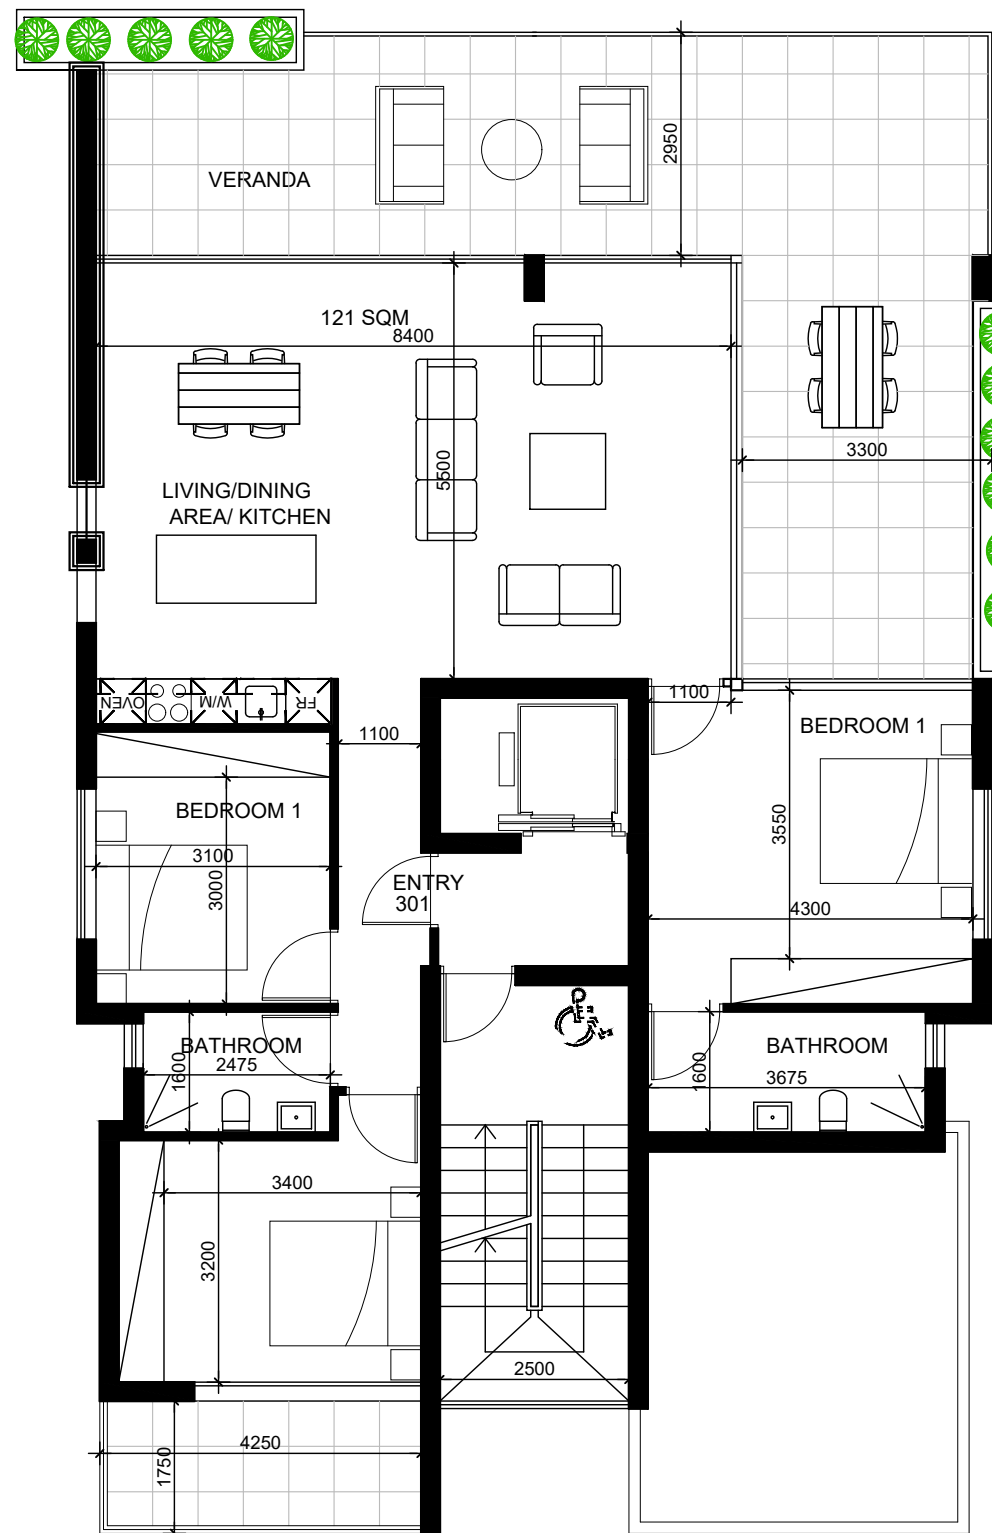 2950
VERANDA
121 SQM
8400
3300
5500
LIVING/DINING
AREA/ KITCHEN
OVEN
W/M
FR
1100
1100
BEDROOM 1
BEDROOM 1
3550
3100
3000
ENTRY
301
4300
BATHROOM
2475
1600
BATHROOM
3675
1600
3400
3200
2500
4250
1750